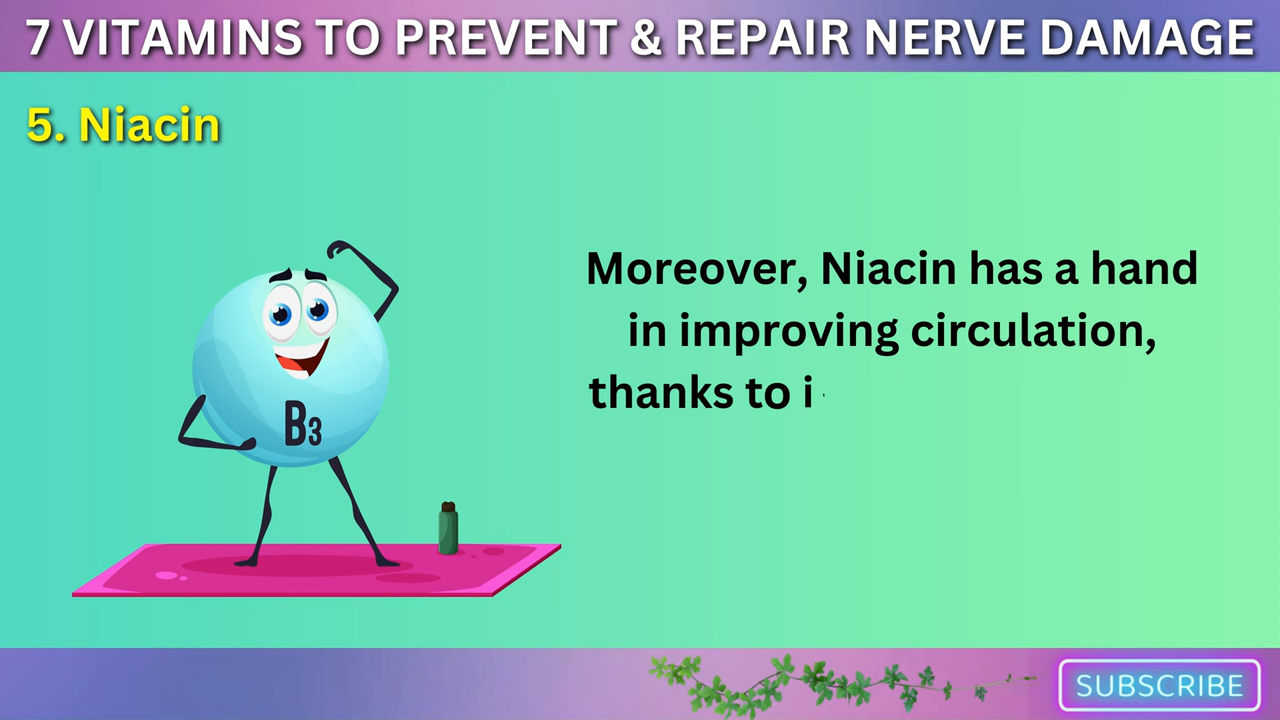 7 VITAMINS TO PREVENT & REPAIR NERVE DAMAGE
5. Niacin
Moreover, Niacin has a hand
in improving circulation,
thanks to i
B3
SUBSCRIBE